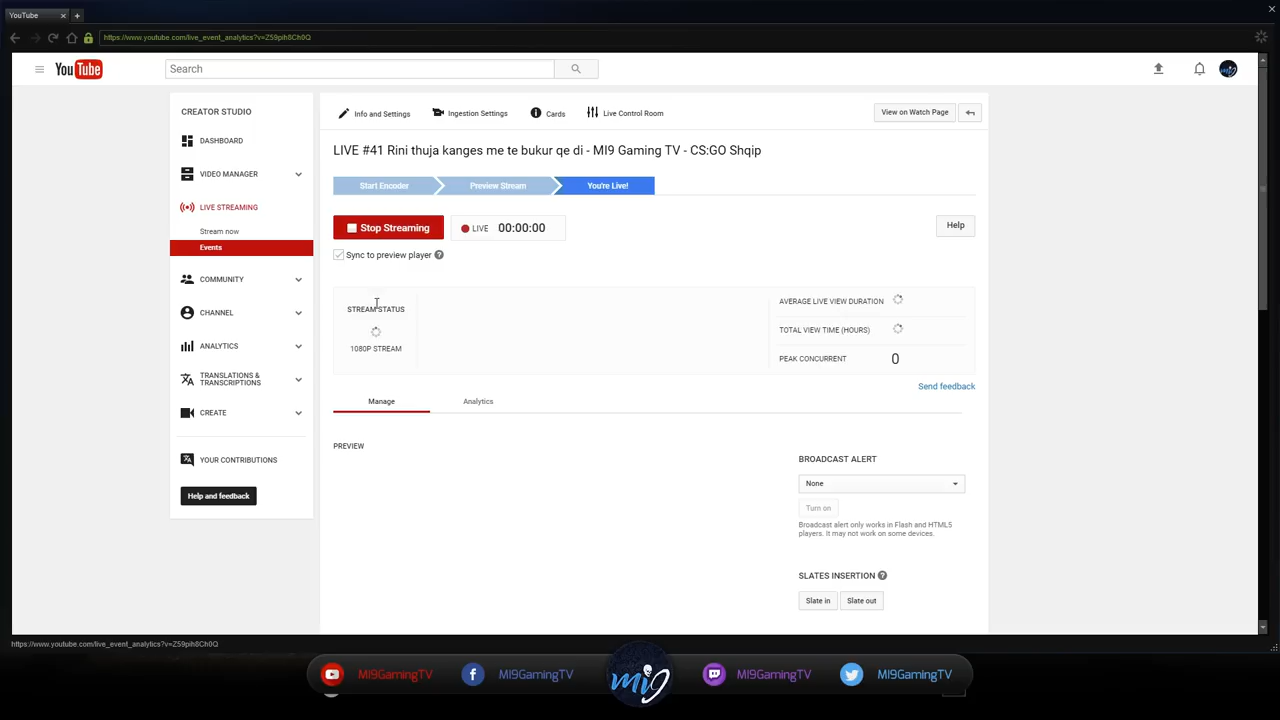 YouTube
https://www.youtube.com/live_event_analytics?v=Z59pih8Ch0Q
YouTube
Search
CREATOR STUDIO
DASHBOARD
VIDEO MANAGER
LIVE STREAMING
Stream now
Events
COMMUNITY
CHANNEL
ANALYTICS
TRANSLATIONS &
TRANSCRIPTIONS
CREATE
YOUR CONTRIBUTIONS
Help and feedback
Info and Settings
Ingestion Settings
Cards
Live Control Room
View on Watch Page
LIVE #41 Rini thuja kanges me te bukur qe di - MI9 Gaming TV - CS:GO Shqip
Start Encoder
Preview Stream
You're Live!
Stop Streaming
LIVE 00:00:00
Help
Sync to preview player ?
STREAM STATUS
1080P STREAM
AVERAGE LIVE VIEW DURATION
TOTAL VIEW TIME (HOURS)
PEAK CONCURRENT 0
Send feedback
Manage
Analytics
PREVIEW
BROADCAST ALERT
None
Turn on
Broadcast alert only works in Flash and HTML5
players. It may not work on some devices.
SLATES INSERTION ?
Slate in
Slate out
https://www.youtube.com/live_event_analytics?v=Z59pih8Ch0Q
MI9GamingTV
MI9GamingTV
mi9
MI9GamingTV
MI9GamingTV